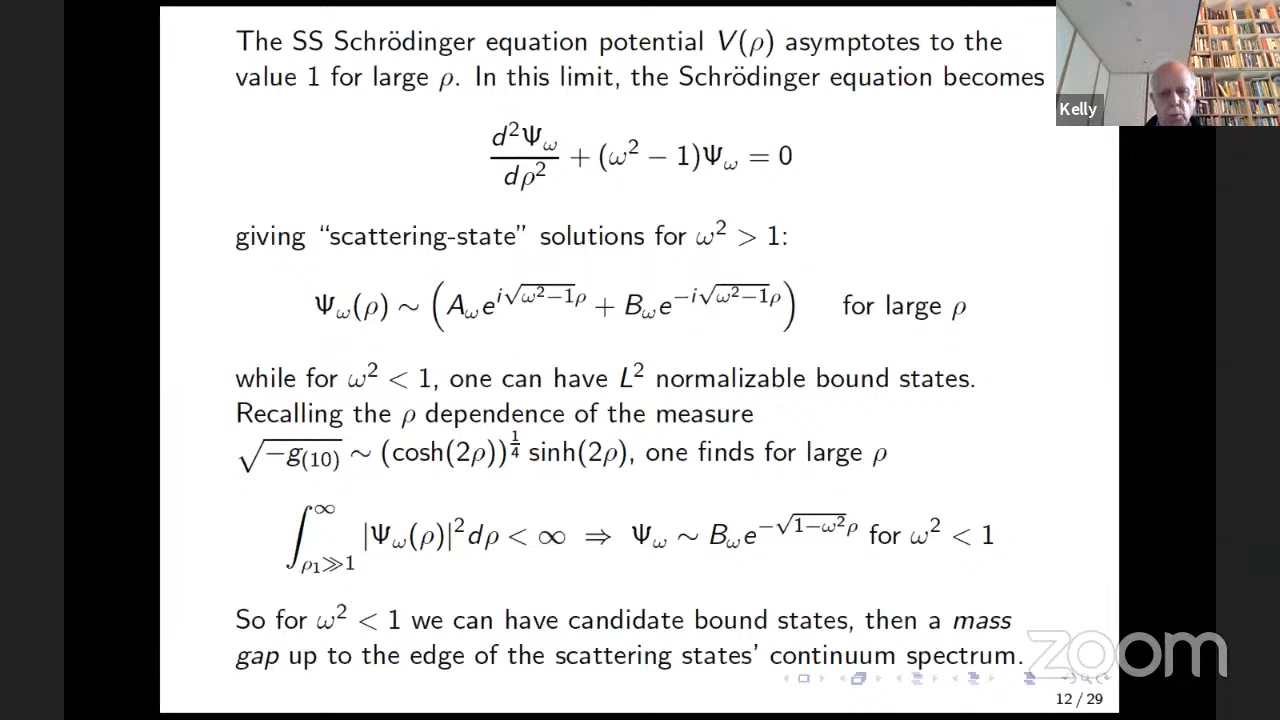 The SS Schrödinger equation potential V(ρ) asymptotes to the
value 1 for large ρ. In this limit, the Schrödinger equation becomes
d²Ψ_ω/dρ² + (ω² − 1)Ψ_ω = 0
giving “scattering-state” solutions for ω² > 1:
Ψ_ω(ρ) ∼ (A_ω e^{i√(ω²−1)ρ} + B_ω e^{−i√(ω²−1)ρ}) for large ρ
while for ω² < 1, one can have L² normalizable bound states.
Recalling the ρ dependence of the measure
√(−g₍₁₀₎) ∼ (cosh(2ρ))^{1/4} sinh(2ρ), one finds for large ρ
∫_{ρ₁≫1}^{∞} |Ψ_ω(ρ)|² dρ < ∞ ⇒ Ψ_ω ∼ B_ω e^{−√(1−ω²)ρ} for ω² < 1
So for ω² < 1 we can have candidate bound states, then a mass
gap up to the edge of the scattering states’ continuum spectrum.
12 / 29
Kelly
zoom